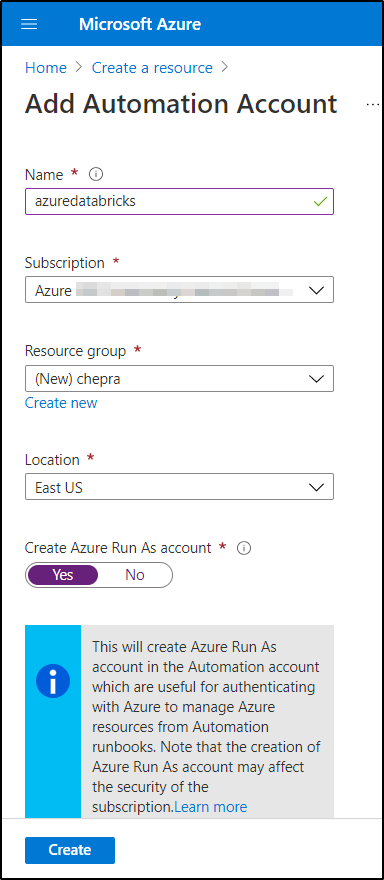 Microsoft Azure
Home > Create a resource >
Add Automation Account ...
Name *
azuredatabricks
Subscription *
Azure
Resource group *
(New) chepra
Create new
Location *
East US
Create Azure Run As account *
Yes No
This will create Azure Run As
account in the Automation account
which are useful for authenticating
with Azure to manage Azure
resources from Automation
runbooks. Note that the creation of
Azure Run As account may affect
the security of the
subscription.Learn more
Create